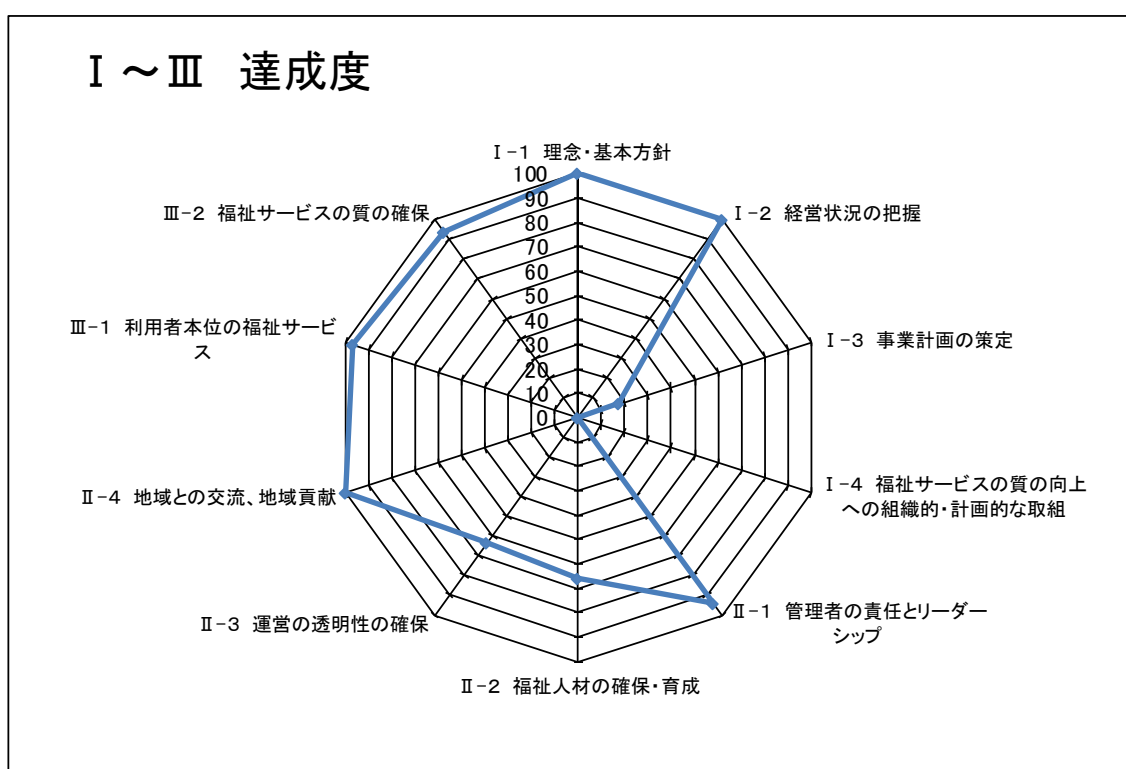 Ⅰ～Ⅲ 達成度
Ⅰ-1 理念・基本方針
100
90
80
70
60
50
40
30
20
10
0
Ⅰ-2 経営状況の把握
Ⅰ-3 事業計画の策定
Ⅰ-4 福祉サービスの質の向上
への組織的・計画的な取組
Ⅱ-1 管理者の責任とリーダー
シップ
Ⅱ-2 福祉人材の確保・育成
Ⅱ-3 運営の透明性の確保
Ⅱ-4 地域との交流、地域貢献
Ⅲ-1 利用者本位の福祉サービ
ス
Ⅲ-2 福祉サービスの質の確保